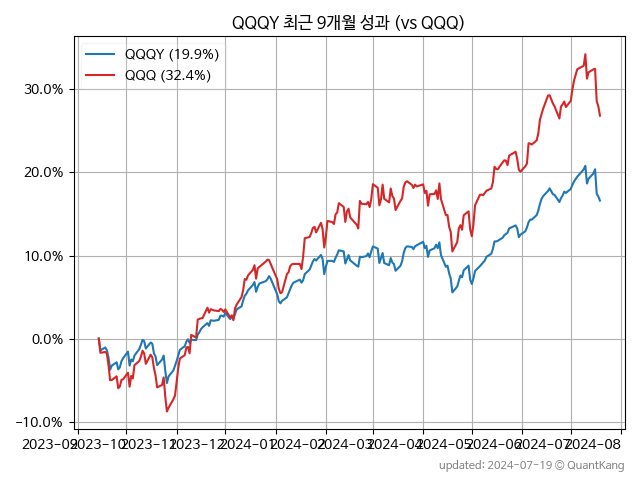 QQQY 최근 9개월 성과 (vs QQQ)
QQQY (19.9%)
QQQ (32.4%)
30.0%
20.0%
10.0%
0.0%
−10.0%
2023-09 2023-10 2023-11 2023-12 2024-01 2024-02 2024-03 2024-04 2024-05 2024-06 2024-07 2024-08
updated: 2024-07-19 © QuantKang